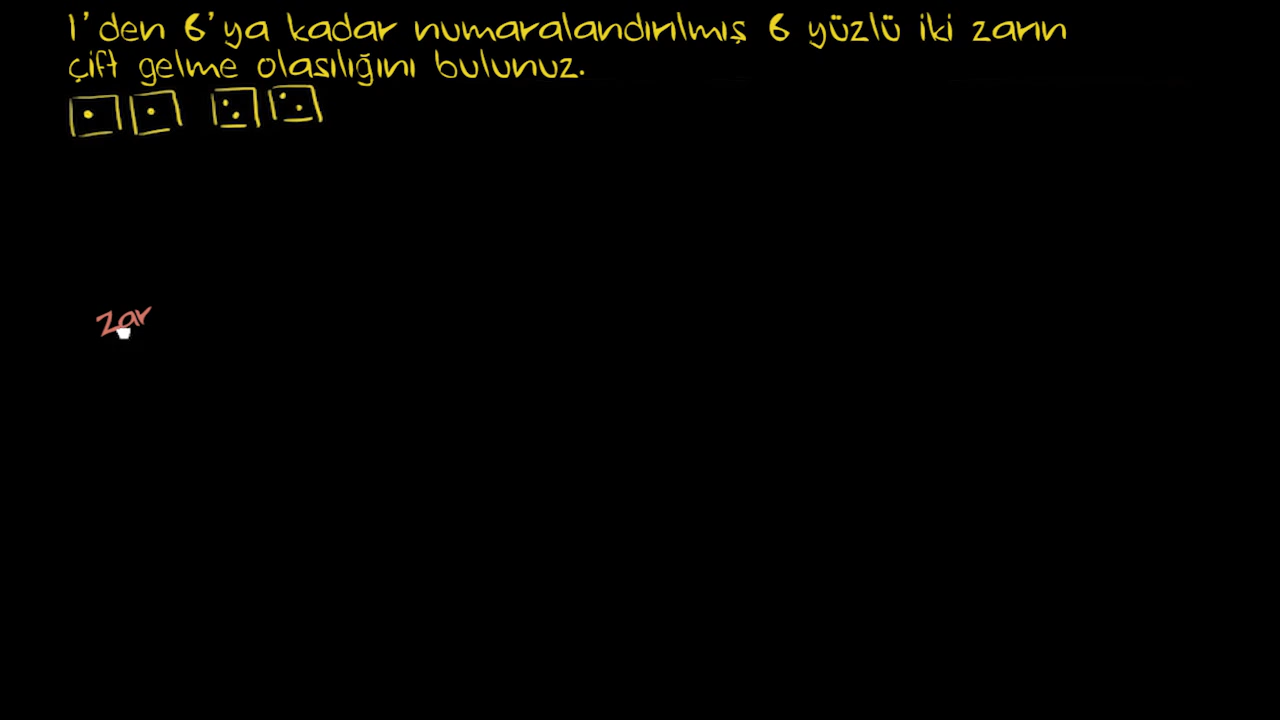 1'den 6'ya kadar numaralandırılmış 6 yüzlü iki zarın
çift gelme olasılığını bulunuz.
Zar